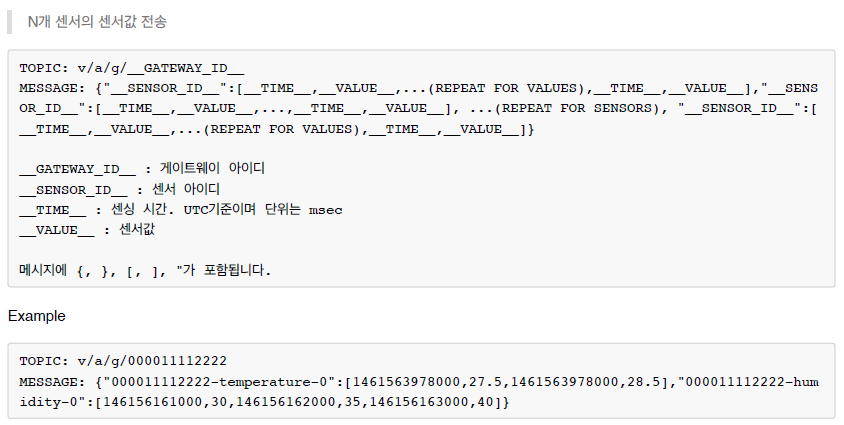 N개 센서의 센서값 전송
TOPIC: v/a/g/__GATEWAY_ID__
MESSAGE: {"__SENSOR_ID__":[__TIME__,__VALUE__,...(REPEAT FOR VALUES),__TIME__,__VALUE__],"__SENS
OR_ID__":[__TIME__,__VALUE__,...,__TIME__,__VALUE__], ...(REPEAT FOR SENSORS), "__SENSOR_ID__":[
__TIME__,__VALUE__,...(REPEAT FOR VALUES),__TIME__,__VALUE__]}
__GATEWAY_ID__ : 게이트웨이 아이디
__SENSOR_ID__ : 센서 아이디
__TIME__ : 센싱 시간. UTC기준이며 단위는 msec
__VALUE__ : 센서값
메시지에 {, }, [, ], "가 포함됩니다.
Example
TOPIC: v/a/g/000011112222
MESSAGE: {"000011112222-temperature-0":[1461563978000,27.5,1461563978000,28.5],"000011112222-hum
idity-0":[146156161000,30,146156162000,35,146156163000,40]}